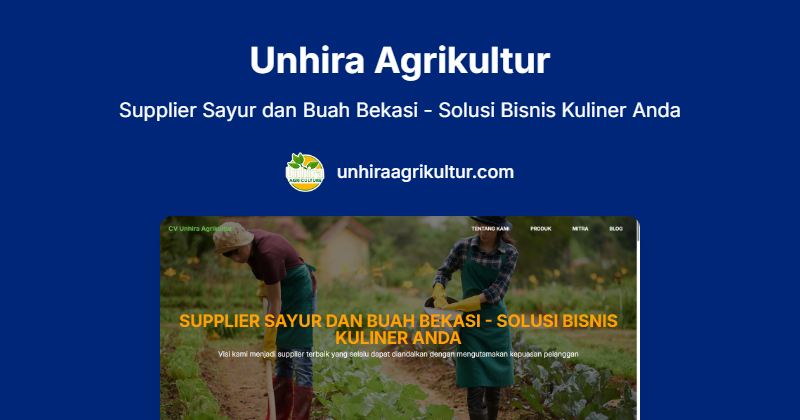 Unhira Agrikultur
Supplier Sayur dan Buah Bekasi - Solusi Bisnis Kuliner Anda
AGRICULTURE
unhiraagrikultur.com
CV Unhira Agrikultur
TENTANG KAMI PRODUK MITRA BLOG
SUPPLIER SAYUR DAN BUAH BEKASI - SOLUSI BISNIS
KULINER ANDA
Visi kami menjadi supplier terbaik yang selalu dapat diandalkan dengan mengutamakan kepuasan pelanggan